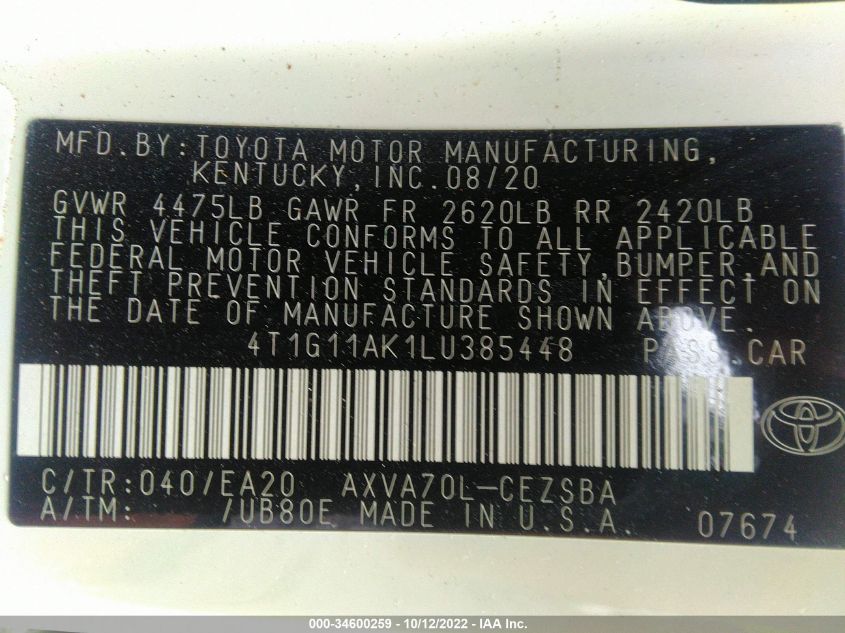 MFD.BY:TOYOTA MOTOR MANUFACTURING,
KENTUCKY,INC.08/20
GVWR 4475LB GAWR FR 2620LB RR 2420LB
THIS VEHICLE CONFORMS TO ALL APPLICABLE
FEDERAL MOTOR VEHICLE SAFETY,BUMPER,AND
THEFT PREVENTION STANDARDS IN EFFECT ON
THE DATE OF MANUFACTURE SHOWN ABOVE.
4T1G11AK1LU385448 PASS.CAR
C/TR:040/EA20 AXVA70L-CEZSBA
A/TM: /UB80E MADE IN U.S.A. 07674
000-34600259 - 10/12/2022 - IAA Inc.